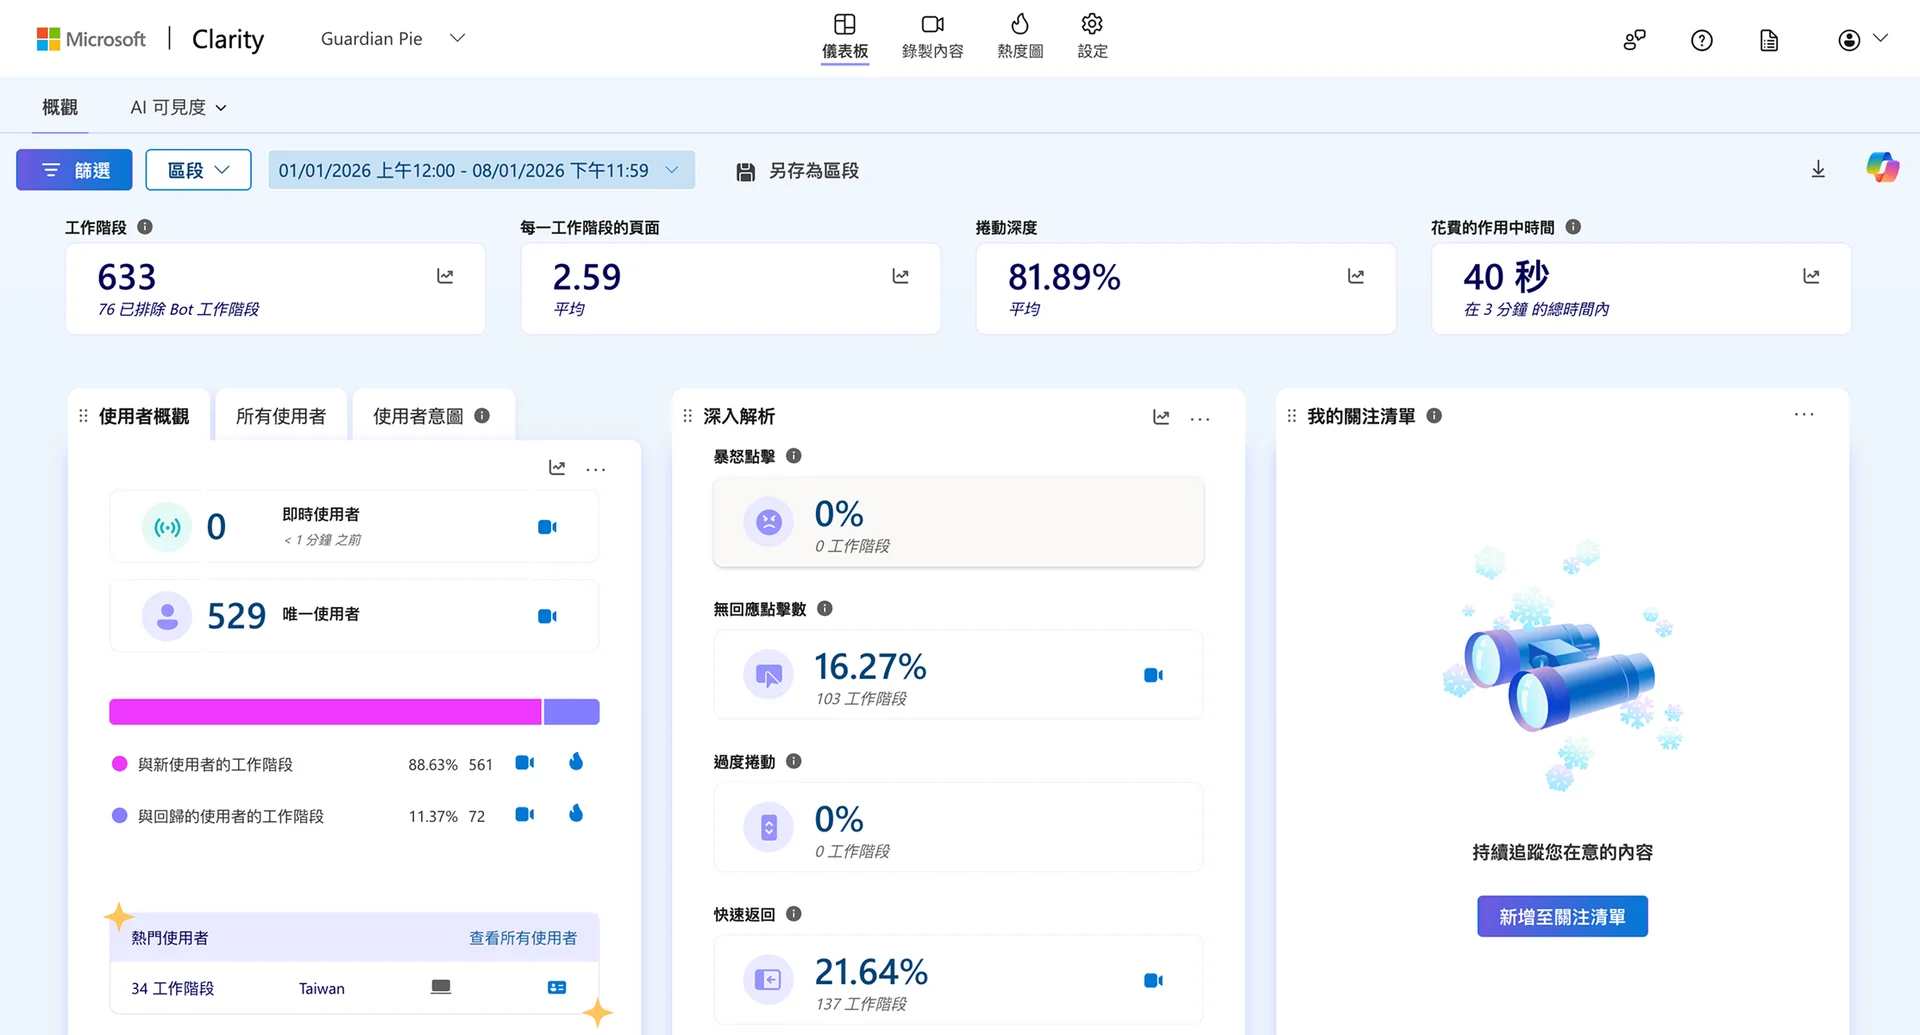 Microsoft | Clarity
Guardian Pie
儀表板
錄製內容
熱度圖
設定
概觀
AI 可見度
篩選
區段
01/01/2026 上午12:00 - 08/01/2026 下午11:59
另存為區段
工作階段
633
76 已排除 Bot 工作階段
每一工作階段的頁面
2.59
平均
捲動深度
81.89%
平均
花費的作用中時間
40 秒
在 3 分鐘 的總時間內
使用者概觀
所有使用者
使用者意圖
0
即時使用者
< 1 分鐘 之前
529
唯一使用者
與新使用者的工作階段 88.63% 561
與回歸的使用者的工作階段 11.37% 72
熱門使用者
查看所有使用者
34 工作階段
Taiwan
深入解析
暴怒點擊
0%
0 工作階段
無回應點擊數
16.27%
103 工作階段
過度捲動
0%
0 工作階段
快速返回
21.64%
137 工作階段
我的關注清單
持續追蹤您在意的內容
新增至關注清單